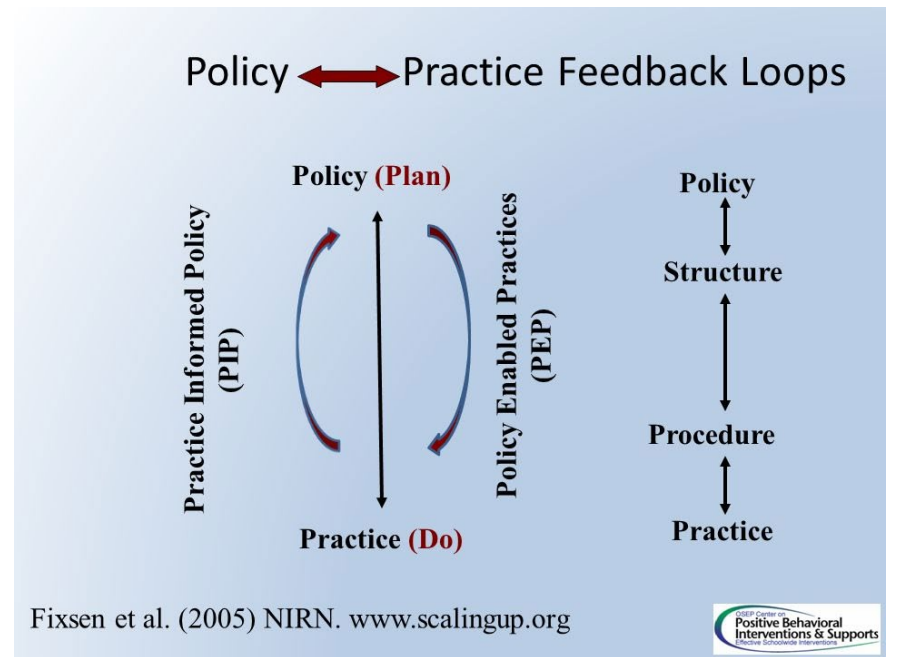 Policy Practice Feedback Loops
Policy (Plan)
Practice Informed Policy
(PIP)
Policy Enabled Practices
(PEP)
Practice (Do)
Policy
Structure
Procedure
Practice
Fixsen et al. (2005) NIRN. www.scalingup.org
OSEP Center on
Positive Behavioral
Interventions & Supports
Effective Schoolwide Interventions